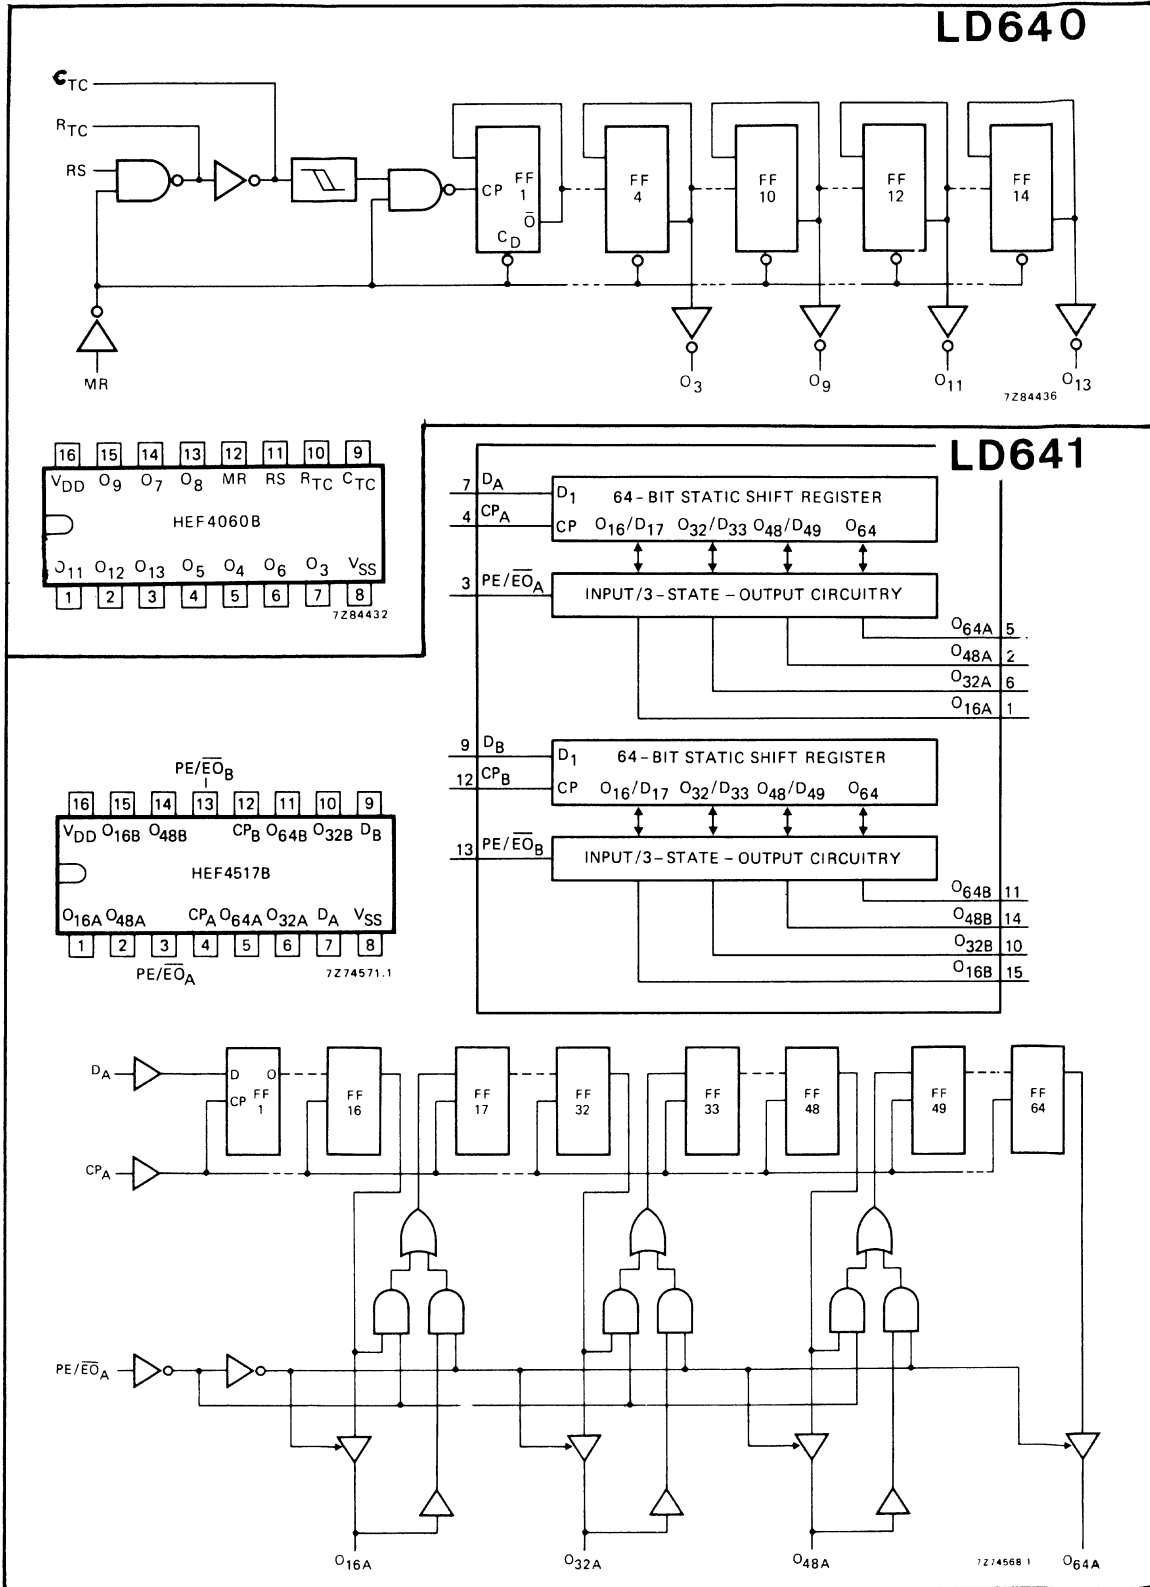 LD640
CTC
RTC
RS
CP FF 1 O̅ CD
FF 4
FF 10
FF 12
FF 14
MR
O3 O9 O11 O13
7Z84436
16 15 14 13 12 11 10 9
VDD O9 O7 O8 MR RS RTC CTC
HEF4060B
O11 O12 O13 O5 O4 O6 O3 VSS
1 2 3 4 5 6 7 8
7Z84432
LD641
7 DA
4 CPA
D1 64-BIT STATIC SHIFT REGISTER
CP O16/D17 O32/D33 O48/D49 O64
3 PE/E̅O̅A
INPUT/3-STATE-OUTPUT CIRCUITRY
O64A 5
O48A 2
O32A 6
O16A 1
9 DB
12 CPB
D1 64-BIT STATIC SHIFT REGISTER
CP O16/D17 O32/D33 O48/D49 O64
13 PE/E̅O̅B
INPUT/3-STATE-OUTPUT CIRCUITRY
O64B 11
O48B 14
O32B 10
O16B 15
PE/E̅O̅B
16 15 14 13 12 11 10 9
VDD O16B O48B CPB O64B O32B DB
HEF4517B
O16A O48A CPA O64A O32A DA VSS
1 2 3 4 5 6 7 8
PE/E̅O̅A
7Z74571.1
DA
D O CP FF 1
FF 16
FF 17
FF 32
FF 33
FF 48
FF 49
FF 64
CPA
PE/E̅O̅A
O16A O32A O48A O64A
7Z74568.1